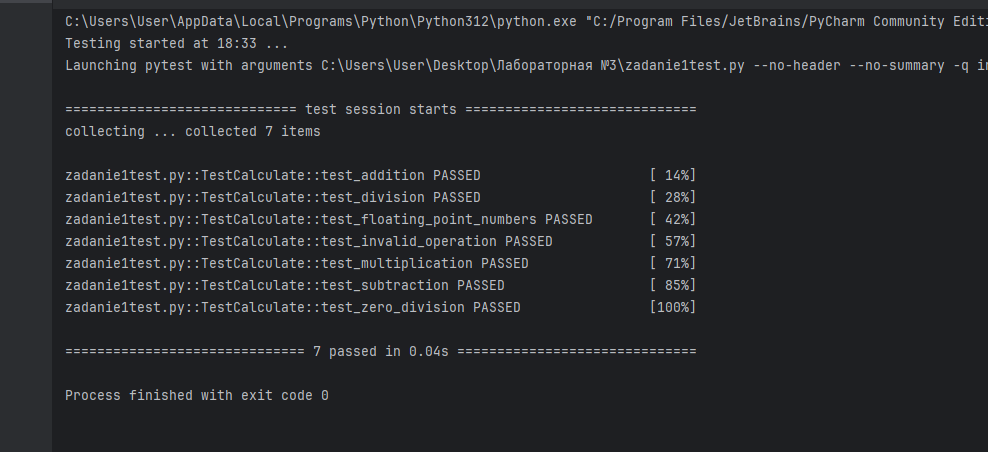 C:\Users\User\AppData\Local\Programs\Python\Python312\python.exe "C:/Program Files/JetBrains/PyCharm Community Editi
Testing started at 18:33 ...
Launching pytest with arguments C:\Users\User\Desktop\Лабораторная №3\zadanie1test.py --no-header --no-summary -q in
============================= test session starts =============================
collecting ... collected 7 items
zadanie1test.py::TestCalculate::test_addition PASSED                     [ 14%]
zadanie1test.py::TestCalculate::test_division PASSED                     [ 28%]
zadanie1test.py::TestCalculate::test_floating_point_numbers PASSED       [ 42%]
zadanie1test.py::TestCalculate::test_invalid_operation PASSED            [ 57%]
zadanie1test.py::TestCalculate::test_multiplication PASSED               [ 71%]
zadanie1test.py::TestCalculate::test_subtraction PASSED                  [ 85%]
zadanie1test.py::TestCalculate::test_zero_division PASSED                [100%]
============================== 7 passed in 0.04s ==============================
Process finished with exit code 0